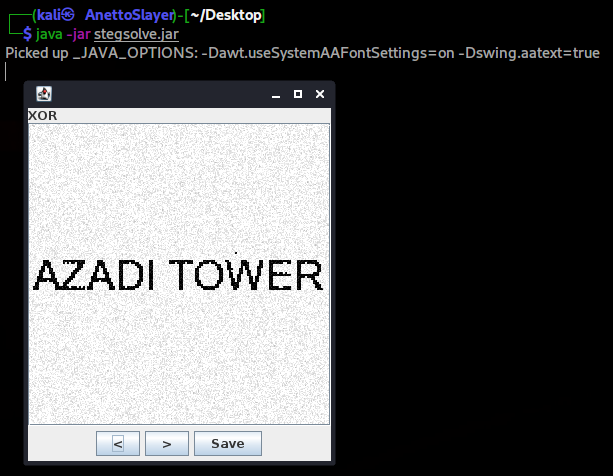 (kali㉿ AnettoSlayer)-[~/Desktop]
$ java -jar stegsolve.jar
Picked up _JAVA_OPTIONS: -Dawt.useSystemAAFontSettings=on -Dswing.aatext=true
XOR
AZADI TOWER
< > Save